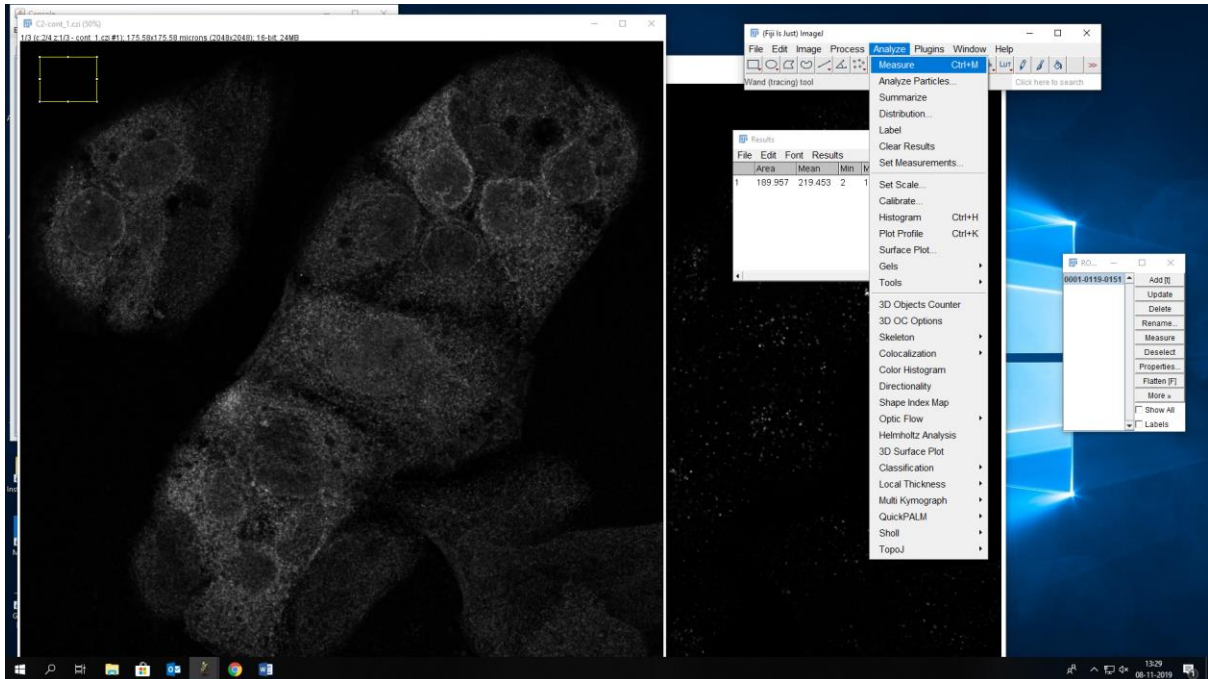 Console
C2-cont_1.czi (50%)
1/3 (c:2/4 z:1/3 - cont_1.czi #1); 175.58x175.58 microns (2048x2048); 16-bit; 24MB
(Fiji Is Just) ImageJ
File Edit Image Process Analyze Plugins Window Help
LUT
Wand (tracing) tool
Click here to search
Measure Ctrl+M
Analyze Particles...
Summarize
Distribution...
Label
Clear Results
Set Measurements...
Set Scale...
Calibrate...
Histogram Ctrl+H
Plot Profile Ctrl+K
Surface Plot...
Gels
Tools
3D Objects Counter
3D OC Options
Skeleton
Colocalization
Color Histogram
Directionality
Shape Index Map
Optic Flow
Helmholtz Analysis
3D Surface Plot
Classification
Local Thickness
Multi Kymograph
QuickPALM
Sholl
TopoJ
Results
File Edit Font Results
Area Mean Min M
1 189.957 219.453 2 1
RO...
0001-0119-0151
Add [t]
Update
Delete
Rename...
Measure
Deselect
Properties...
Flatten [F]
More »
Show All
Labels
13:29
08-11-2019